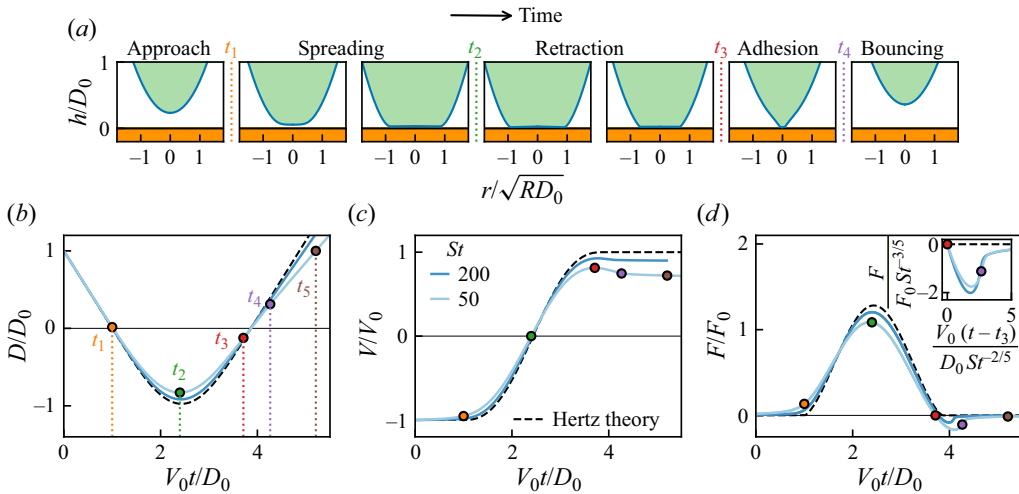 Time
(a)
Approach t₁ Spreading t₂ Retraction t₃ Adhesion t₄ Bouncing
h/D₀
1
0
−1 0 1 −1 0 1 −1 0 1 −1 0 1 −1 0 1 −1 0 1 −1 0 1
r/√RD₀
(b)
D/D₀
1
0
−1
t₁
t₂
t₃
t₄
t₅
0 2 4
V₀t/D₀
(c)
V/V₀
1
0
−1
St
200
50
Hertz theory
0 2 4
V₀t/D₀
(d)
F/F₀
2
1
0
F
F₀ St⁻³/⁵
0
−2
0 5
V₀ (t − t₃)
D₀ St⁻²/⁵
0 2 4
V₀t/D₀